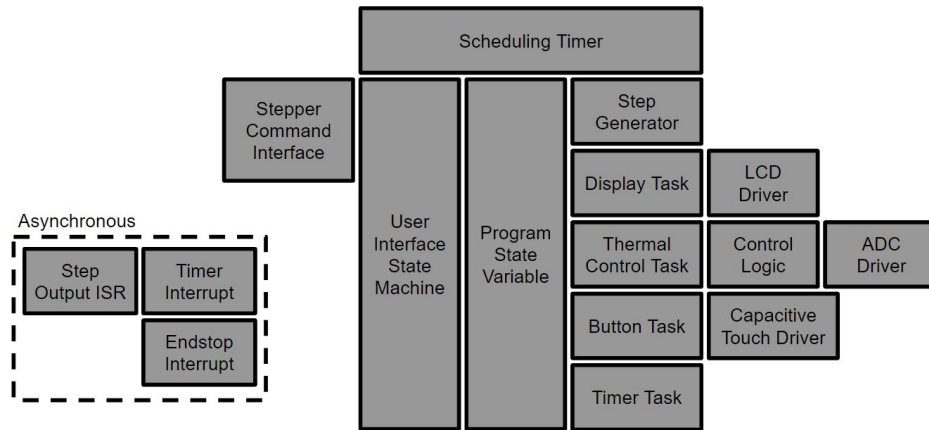 Scheduling Timer
Stepper
Command
Interface
User
Interface
State
Machine
Program
State
Variable
Step
Generator
Display Task
LCD
Driver
Thermal
Control Task
Control
Logic
ADC
Driver
Button Task
Capacitive
Touch Driver
Timer Task
Asynchronous
Step
Output ISR
Timer
Interrupt
Endstop
Interrupt